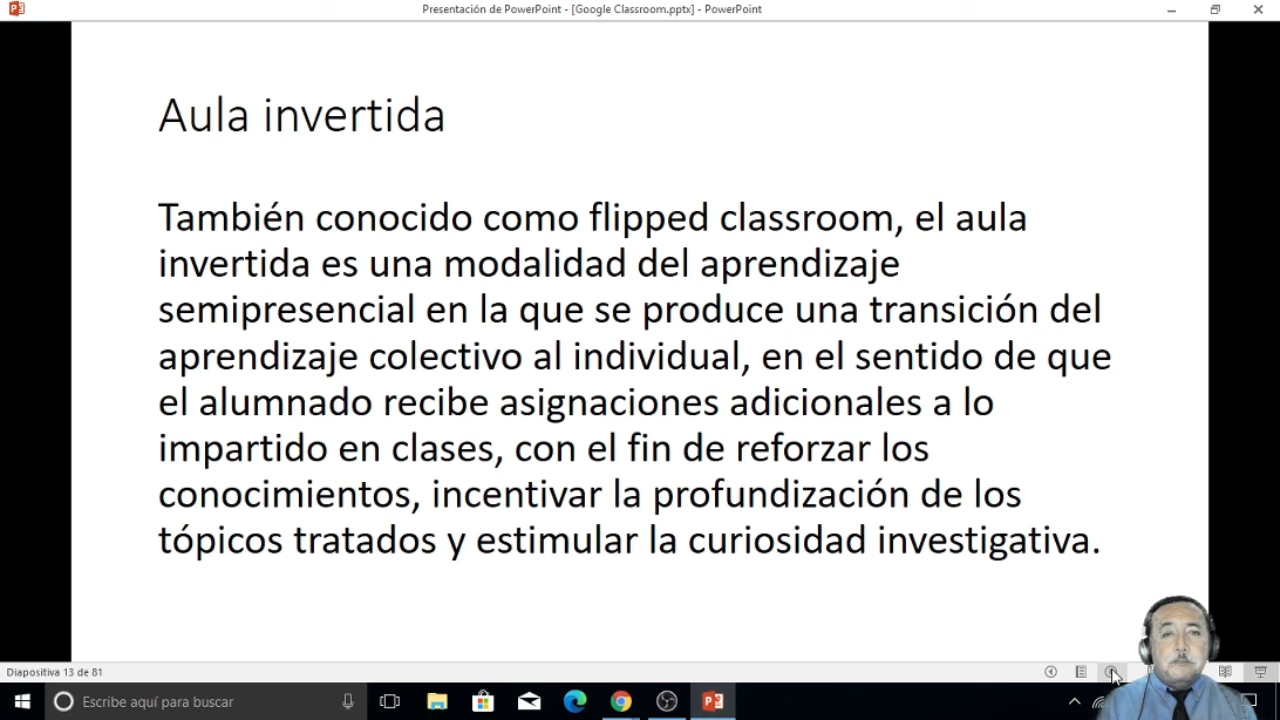 Presentación de PowerPoint - [Google Classroom.pptx] - PowerPoint
Aula invertida
También conocido como flipped classroom, el aula
invertida es una modalidad del aprendizaje
semipresencial en la que se produce una transición del
aprendizaje colectivo al individual, en el sentido de que
el alumnado recibe asignaciones adicionales a lo
impartido en clases, con el fin de reforzar los
conocimientos, incentivar la profundización de los
tópicos tratados y estimular la curiosidad investigativa.
Diapositiva 13 de 81
Escribe aquí para buscar